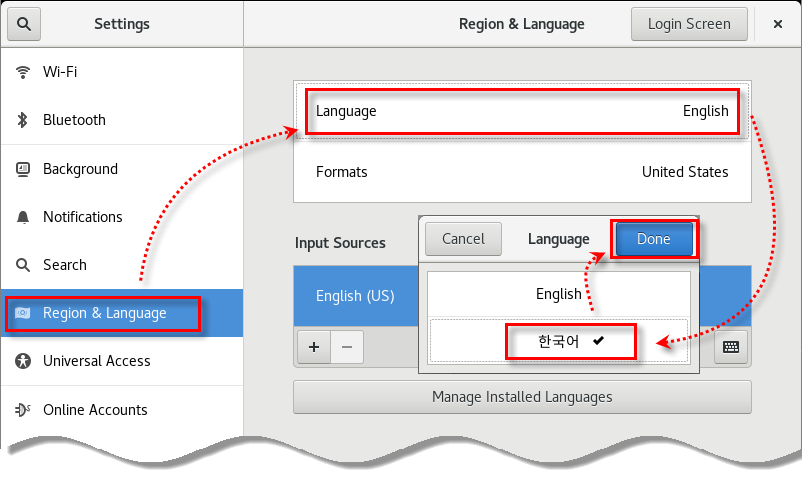 Settings
Region & Language
Login Screen
Wi-Fi
Bluetooth
Background
Notifications
Search
Region & Language
Universal Access
Online Accounts
Language English
Formats United States
Input Sources
English (US)
Cancel Language Done
English
한국어
Manage Installed Languages